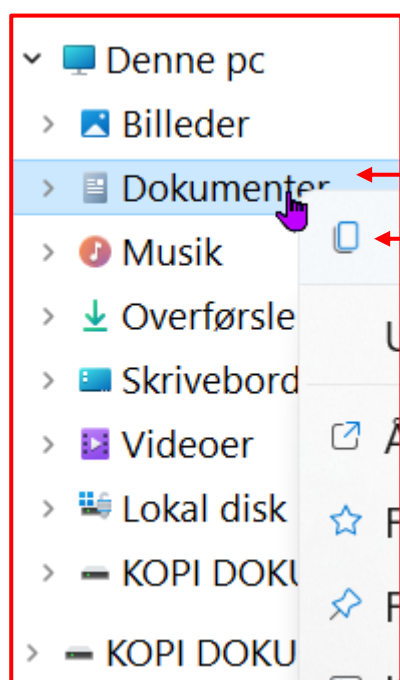 Denne pc
Billeder
Dokumenter
Musik
Overførsle
Skrivebord
Videoer
Lokal disk
KOPI DOKU
KOPI DOKU